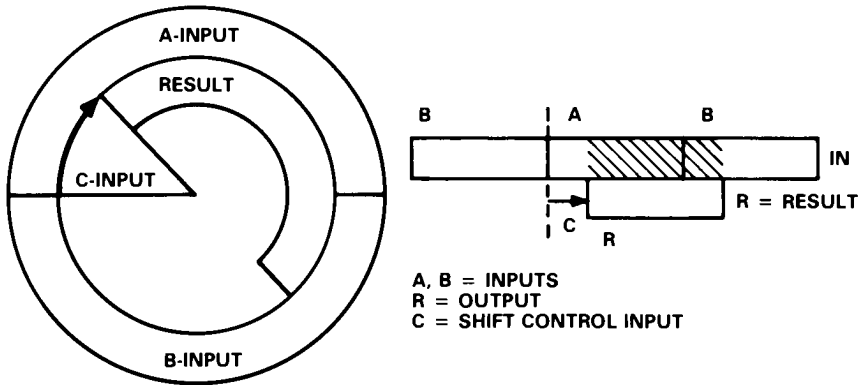 A-INPUT
RESULT
C-INPUT
B-INPUT
B A B
IN
C
R
R = RESULT
A, B = INPUTS
R = OUTPUT
C = SHIFT CONTROL INPUT